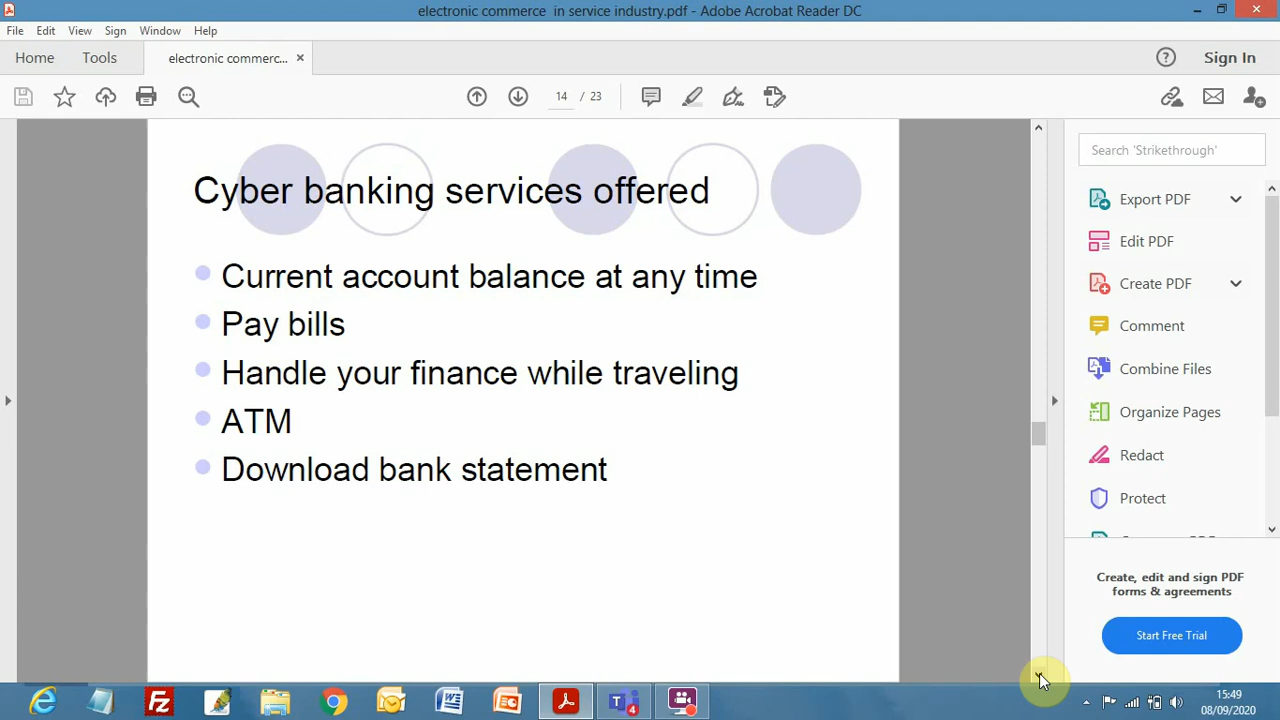 electronic commerce in service industry.pdf - Adobe Acrobat Reader DC
File Edit View Sign Window Help
Home Tools electronic commerc... Sign In
14 / 23
Search 'Strikethrough'
Cyber banking services offered
Current account balance at any time
Pay bills
Handle your finance while traveling
ATM
Download bank statement
Export PDF
Edit PDF
Create PDF
Comment
Combine Files
Organize Pages
Redact
Protect
Create, edit and sign PDF
forms & agreements
Start Free Trial
4
15:49
08/09/2020